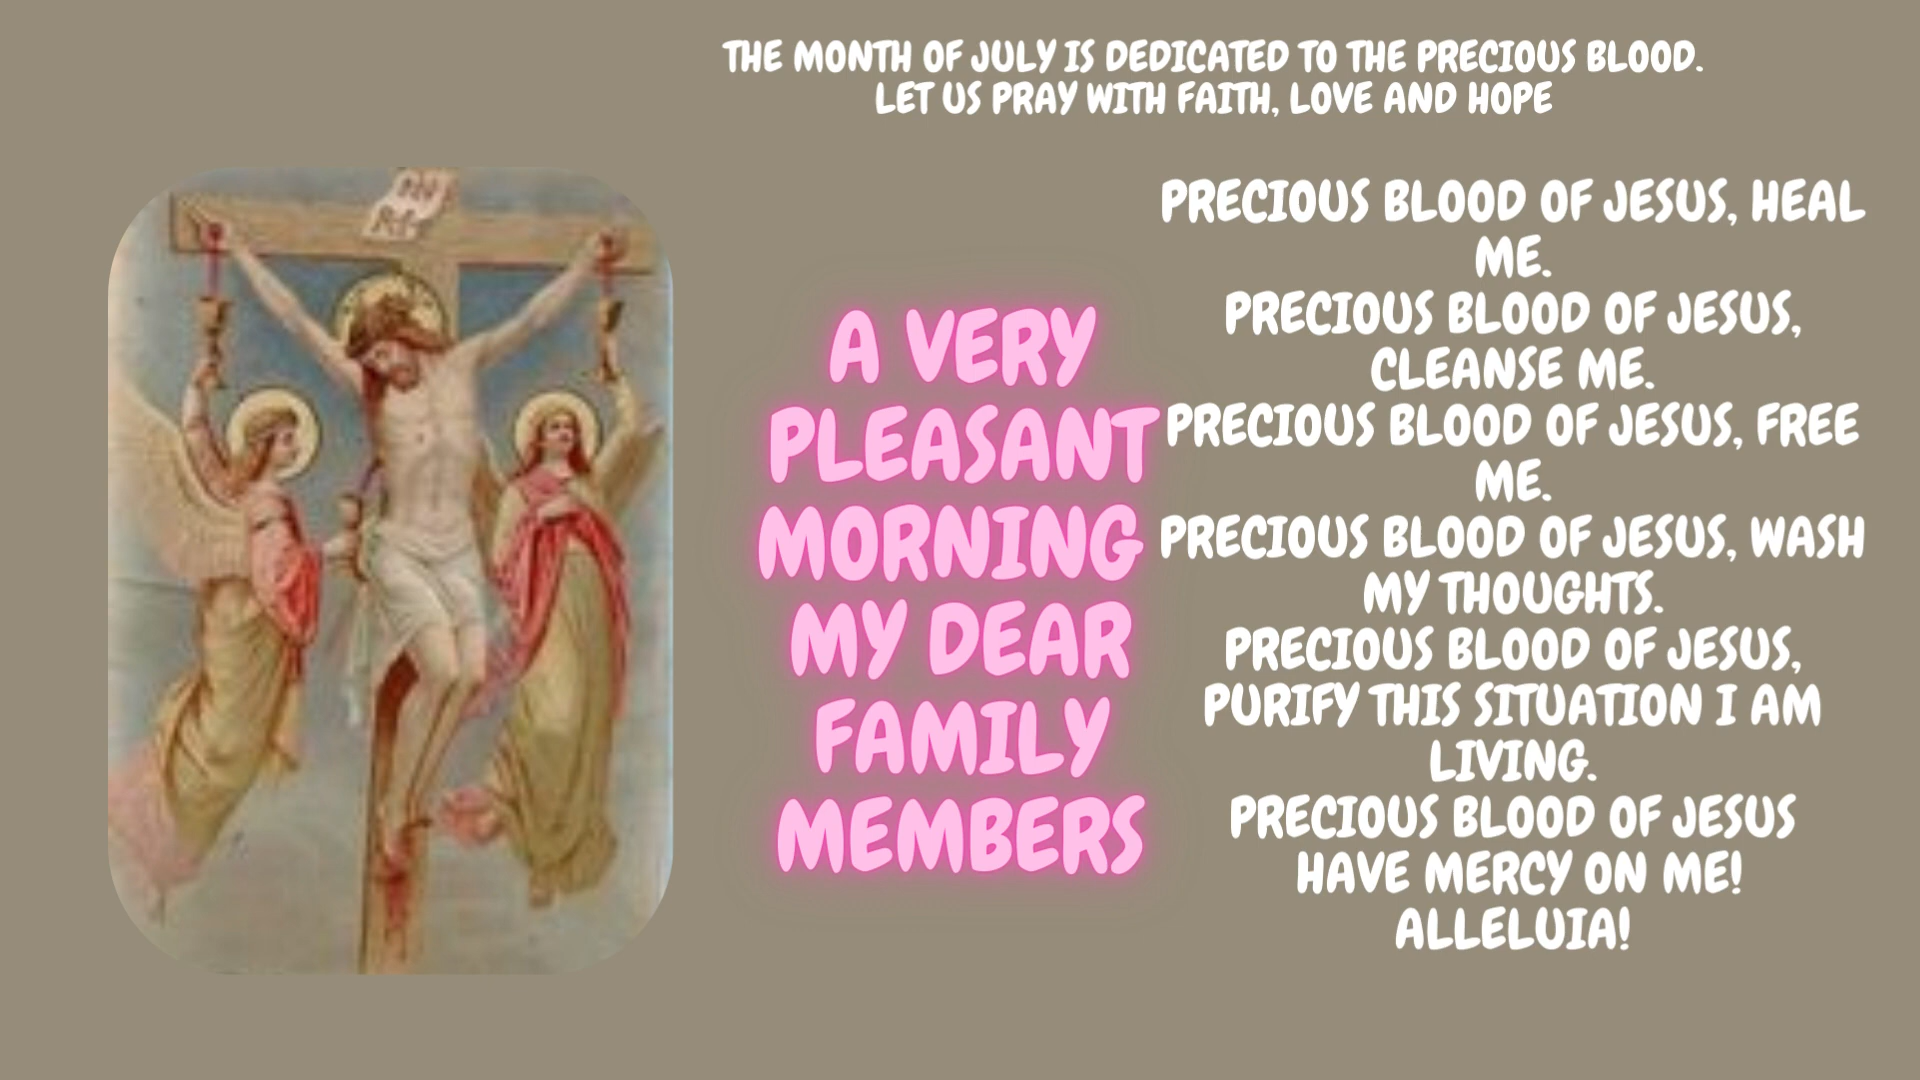 THE MONTH OF JULY IS DEDICATED TO THE PRECIOUS BLOOD.
LET US PRAY WITH FAITH, LOVE AND HOPE
A VERY
PLEASANT
MORNING
MY DEAR
FAMILY
MEMBERS
PRECIOUS BLOOD OF JESUS, HEAL
ME.
PRECIOUS BLOOD OF JESUS,
CLEANSE ME.
PRECIOUS BLOOD OF JESUS, FREE
ME.
PRECIOUS BLOOD OF JESUS, WASH
MY THOUGHTS.
PRECIOUS BLOOD OF JESUS,
PURIFY THIS SITUATION I AM
LIVING.
PRECIOUS BLOOD OF JESUS
HAVE MERCY ON ME!
ALLELUIA!